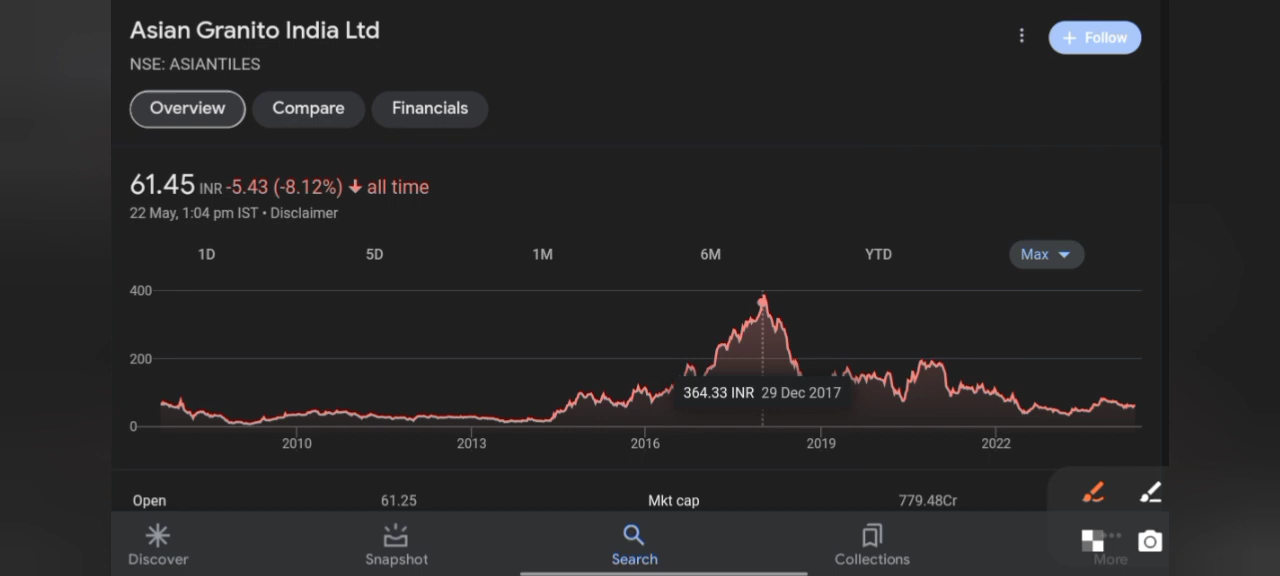 Asian Granito India Ltd
+ Follow
NSE: ASIANTILES
Overview Compare Financials
61.45 INR -5.43 (-8.12%) ↓ all time
22 May, 1:04 pm IST • Disclaimer
1D 5D 1M 6M YTD Max
400
200
364.33 INR 29 Dec 2017
0
2010 2013 2016 2019 2022
Open 61.25 Mkt cap 779.48Cr
Discover Snapshot Search Collections More